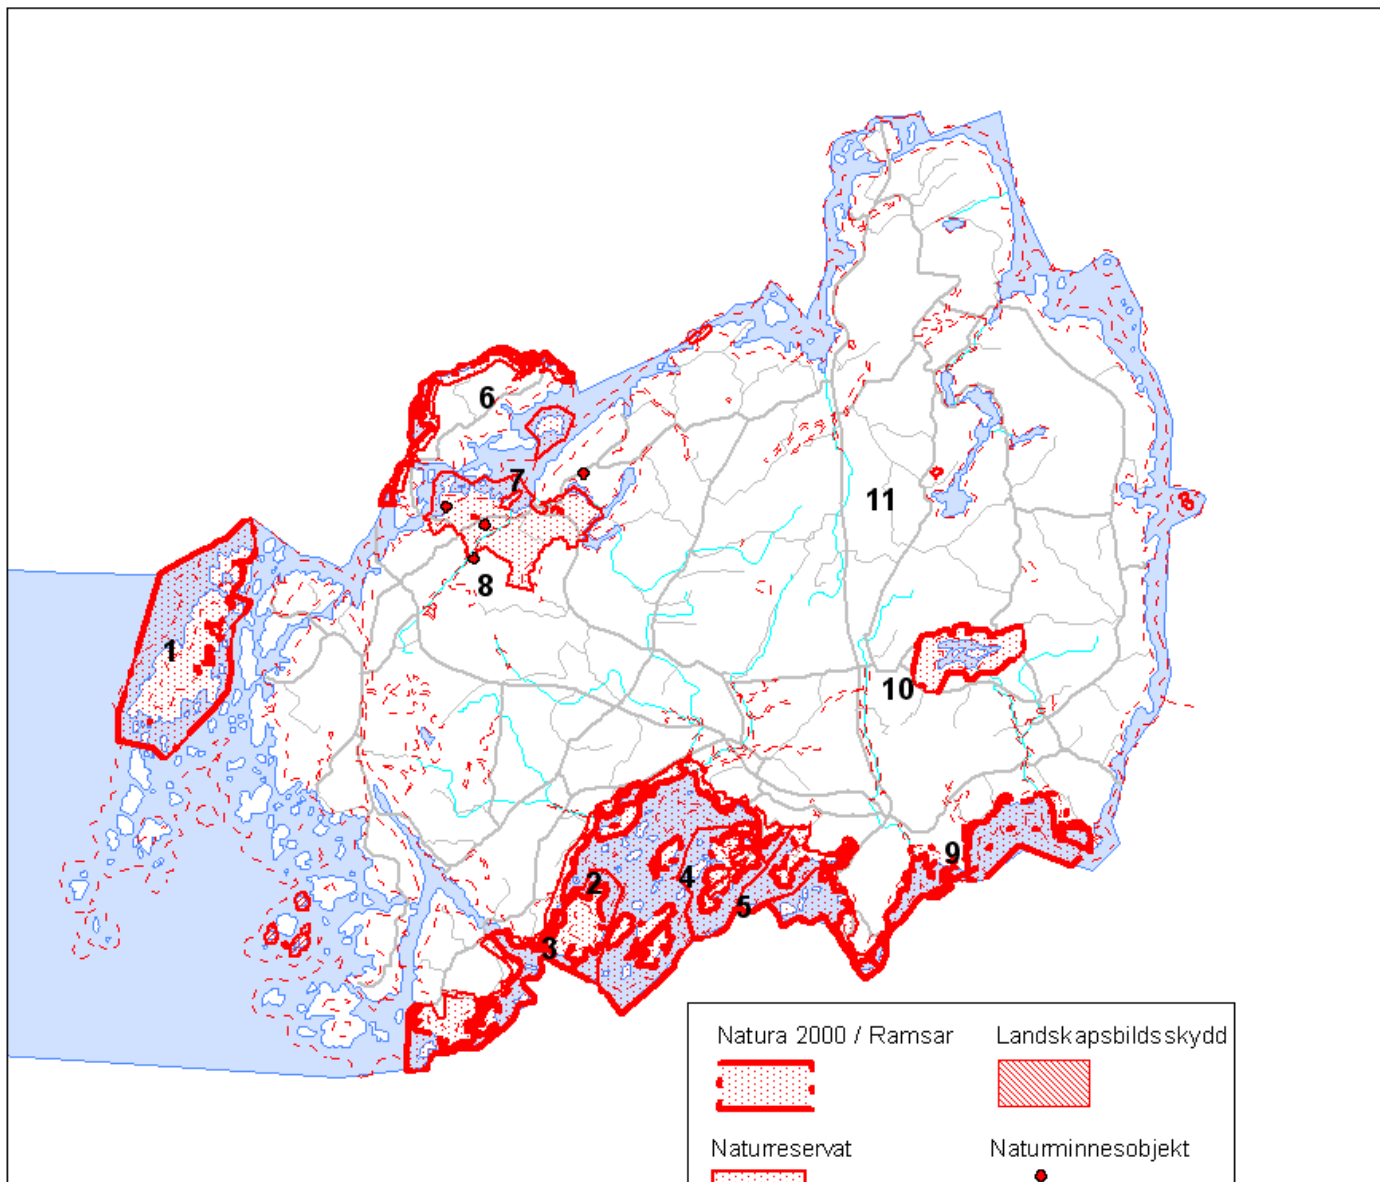 6
7
11
8
1
10
9
4
2
5
3
Natura 2000 / Ramsar
Landskapsbildsskydd
Naturreservat
Naturminnesobjekt